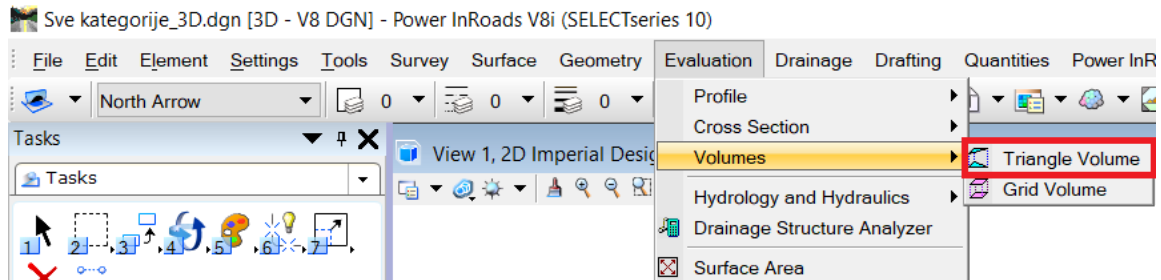 Sve kategorije_3D.dgn [3D - V8 DGN] - Power InRoads V8i (SELECTseries 10)
File Edit Element Settings Tools Survey Surface Geometry Evaluation Drainage Drafting Quantities Power InR
North Arrow 0 0 0
Profile
Cross Section
Tasks
View 1, 2D Imperial Desig
Volumes
Triangle Volume
Tasks
Grid Volume
Hydrology and Hydraulics
Drainage Structure Analyzer
1 2 3 4 5 6 7
Surface Area